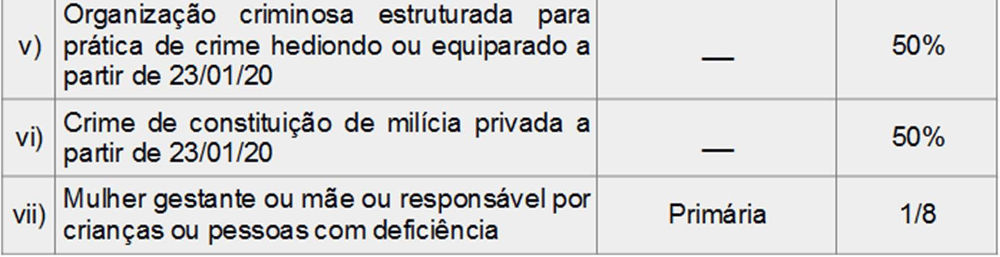 Organização criminosa estruturada para
v) prática de crime hediondo ou equiparado a — 50%
partir de 23/01/20
Crime de constituição de milícia privada a
vi) partir de 23/01/20 — 50%
Mulher gestante ou mãe ou responsável por
vii) crianças ou pessoas com deficiência Primária 1/8